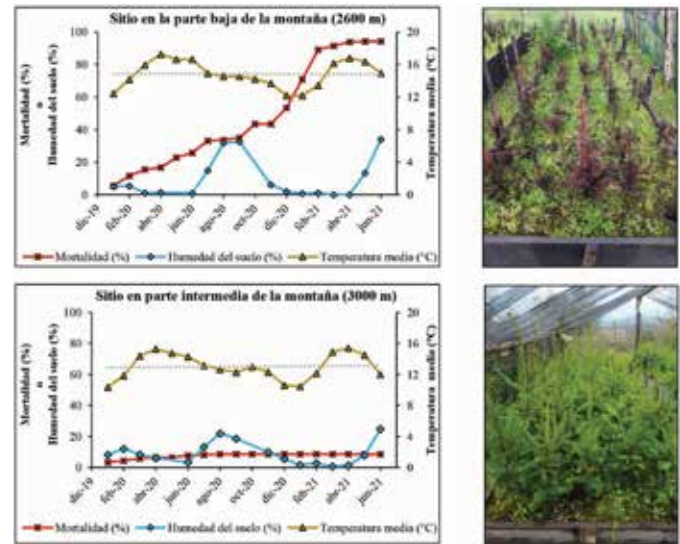 Sitio en la parte baja de la montaña (2600 m)
Mortalidad (%)
o
Humedad del suelo (%)
100
80
60
40
20
0
20
16
12
8
4
0
Temperatura media (°C)
dic-19
feb-20
abr-20
jun-20
ago-20
oct-20
dic-20
feb-21
abr-21
jun-21
Mortalidad (%) Humedad del suelo (%) Temperatura media (°C)
Sitio en parte intermedia de la montaña (3000 m)
Mortalidad (%)
o
Humedad del suelo (%)
100
80
60
40
20
0
20
16
12
8
4
0
Temperatura media (°C)
dic-19
feb-20
abr-20
jun-20
ago-20
oct-20
dic-20
feb-21
abr-21
jun-21
Mortalidad (%) Humedad del suelo (%) Temperatura media (°C)